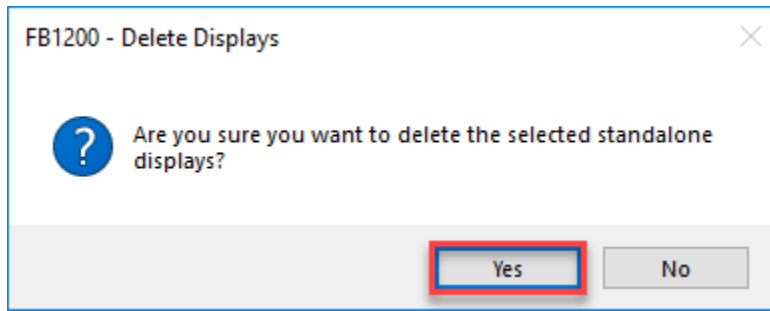 FB1200 - Delete Displays
Are you sure you want to delete the selected standalone
displays?
Yes
No